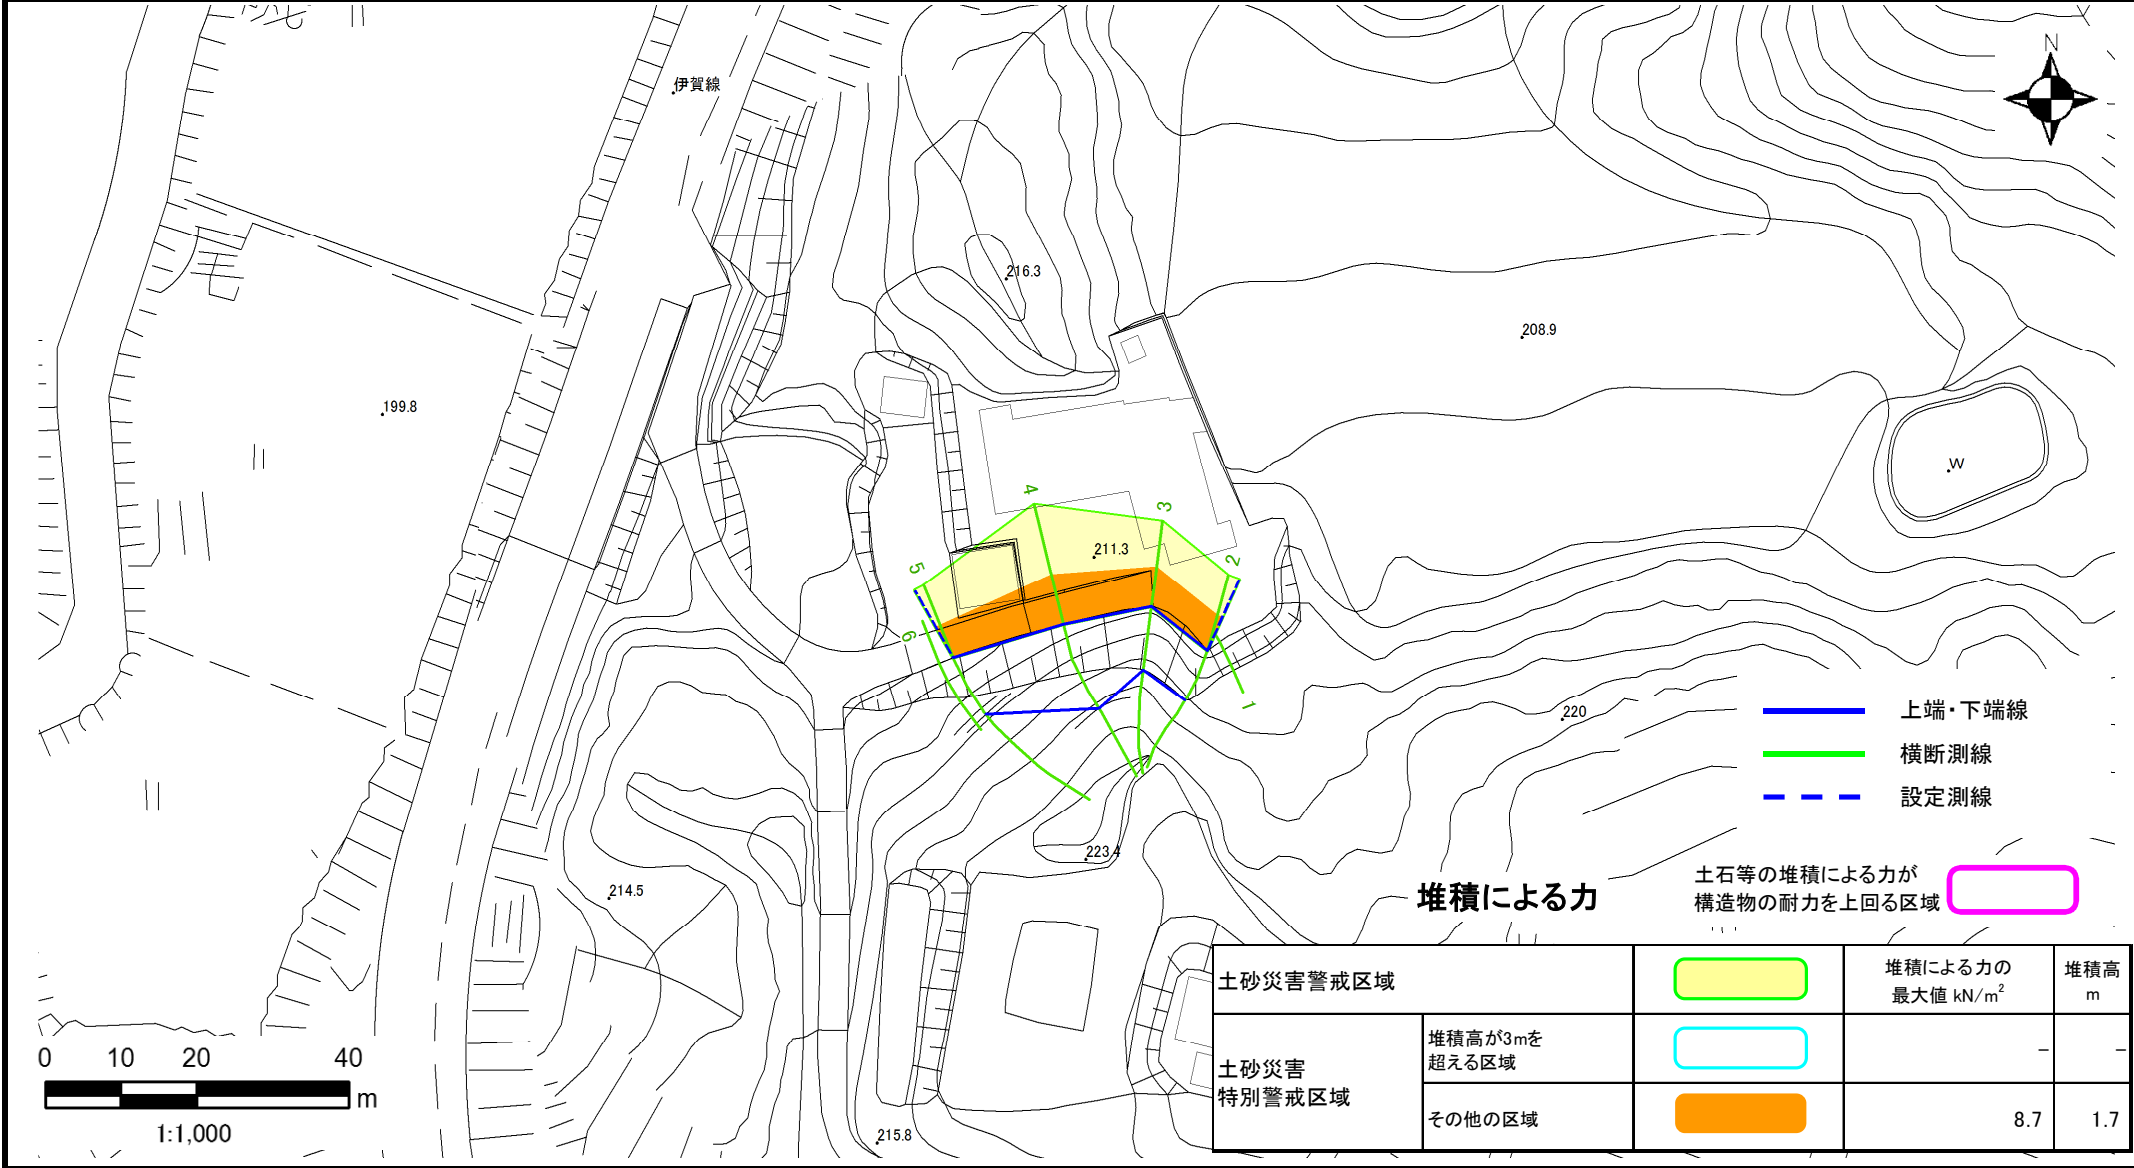 伊賀線
N
216.3
208.9
199.8
W
4
3
211.3
2
5
6
1
220
上端・下端線
横断測線
設定測線
223.4
214.5
堆積による力
土石等の堆積による力が
構造物の耐力を上回る区域
土砂災害警戒区域
堆積による力の
最大値 kN/m²
堆積高
m
土砂災害
特別警戒区域
堆積高が3mを
超える区域
－
－
その他の区域
8.7
1.7
0 10 20 40
m
1:1,000
215.8